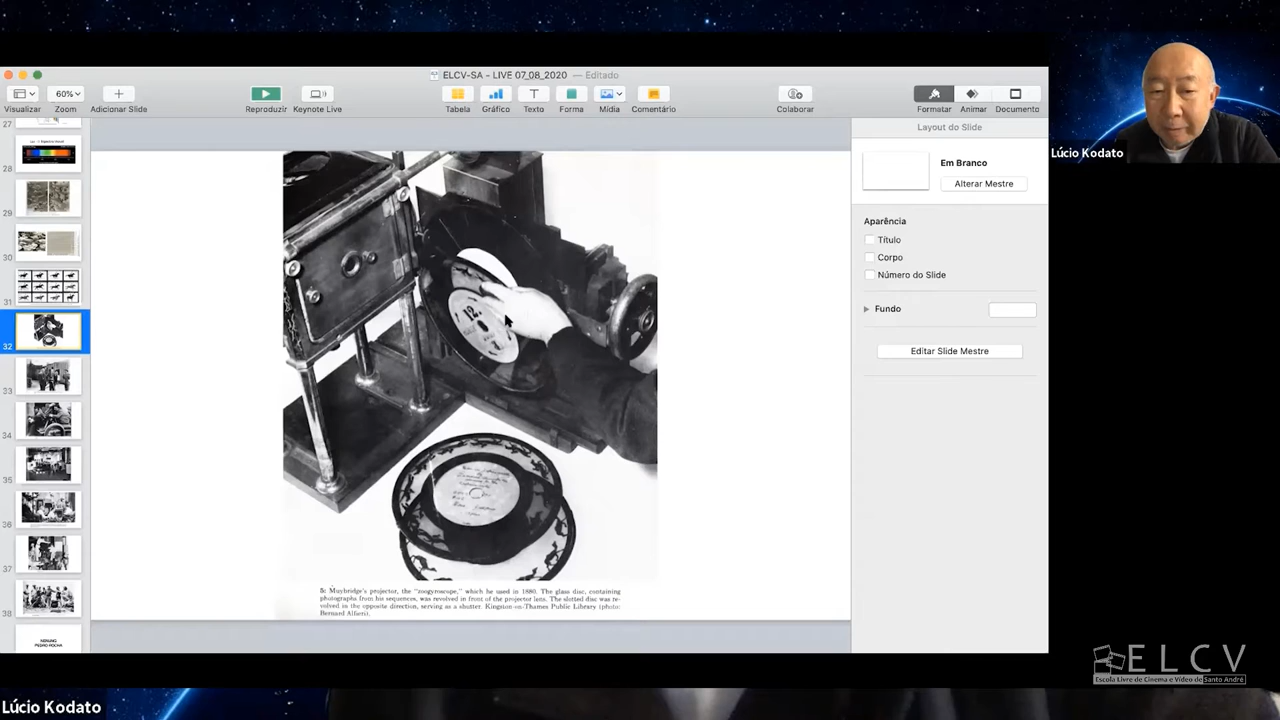 ELCV-SA - LIVE 07_08_2020 — Editado
Visualizar
60%
Zoom
Adicionar Slide
Reproduzir
Keynote Live
Tabela
Gráfico
Texto
Forma
Mídia
Comentário
Colaborar
Formatar
Animar
Documento
27
28
29
30
31
32
33
34
35
36
37
38
Layout do Slide
Em Branco
Alterar Mestre
Aparência
Título
Corpo
Número do Slide
Fundo
Editar Slide Mestre
12
5: Muybridge's projector, the "zoogyroscope," which he used in 1880. The glass disc, containing
photographs from his sequences, was revolved in front of the projector lens. The slotted disc was re-
volved in the opposite direction, serving as a shutter. Kingston-on-Thames Public Library (photo:
Bernard Alfieri).
Lúcio Kodato
ELCV
Escola Livre de Cinema e Vídeo de Santo André
Lúcio Kodato